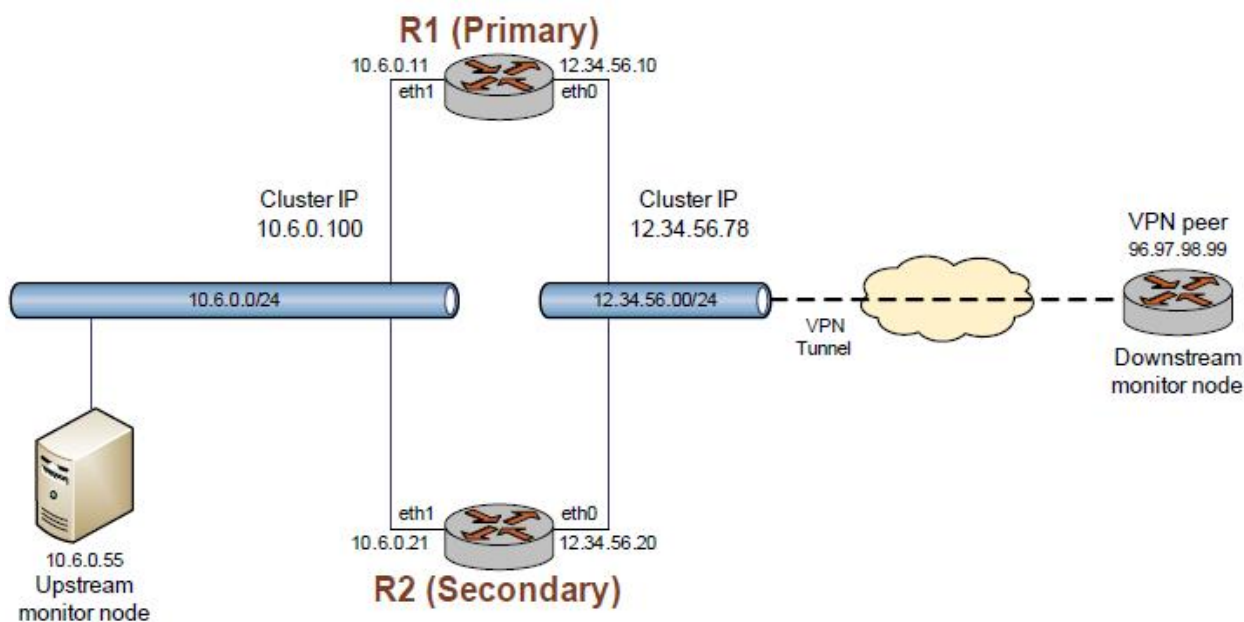 R1 (Primary)
10.6.0.11
12.34.56.10
eth1
eth0
Cluster IP
10.6.0.100
Cluster IP
12.34.56.78
VPN peer
96.97.98.99
10.6.0.0/24
12.34.56.00/24
VPN
Tunnel
Downstream
monitor node
eth1
eth0
10.6.0.21
12.34.56.20
R2 (Secondary)
10.6.0.55
Upstream
monitor node